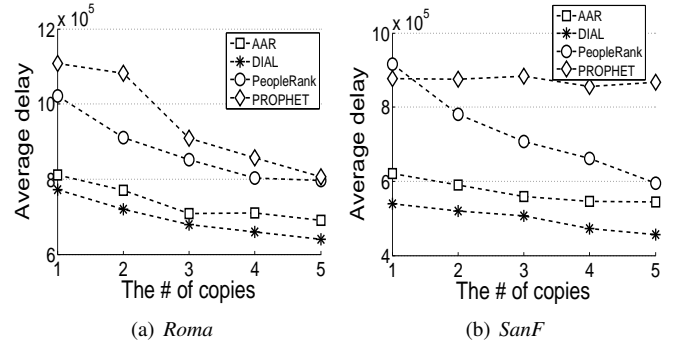 x 10^5
12
10
8
6
Average delay
AAR
DIAL
PeopleRank
PROPHET
1 2 3 4 5
The # of copies
(a) Roma
x 10^5
10
8
6
4
Average delay
AAR
DIAL
PeopleRank
PROPHET
1 2 3 4 5
The # of copies
(b) SanF